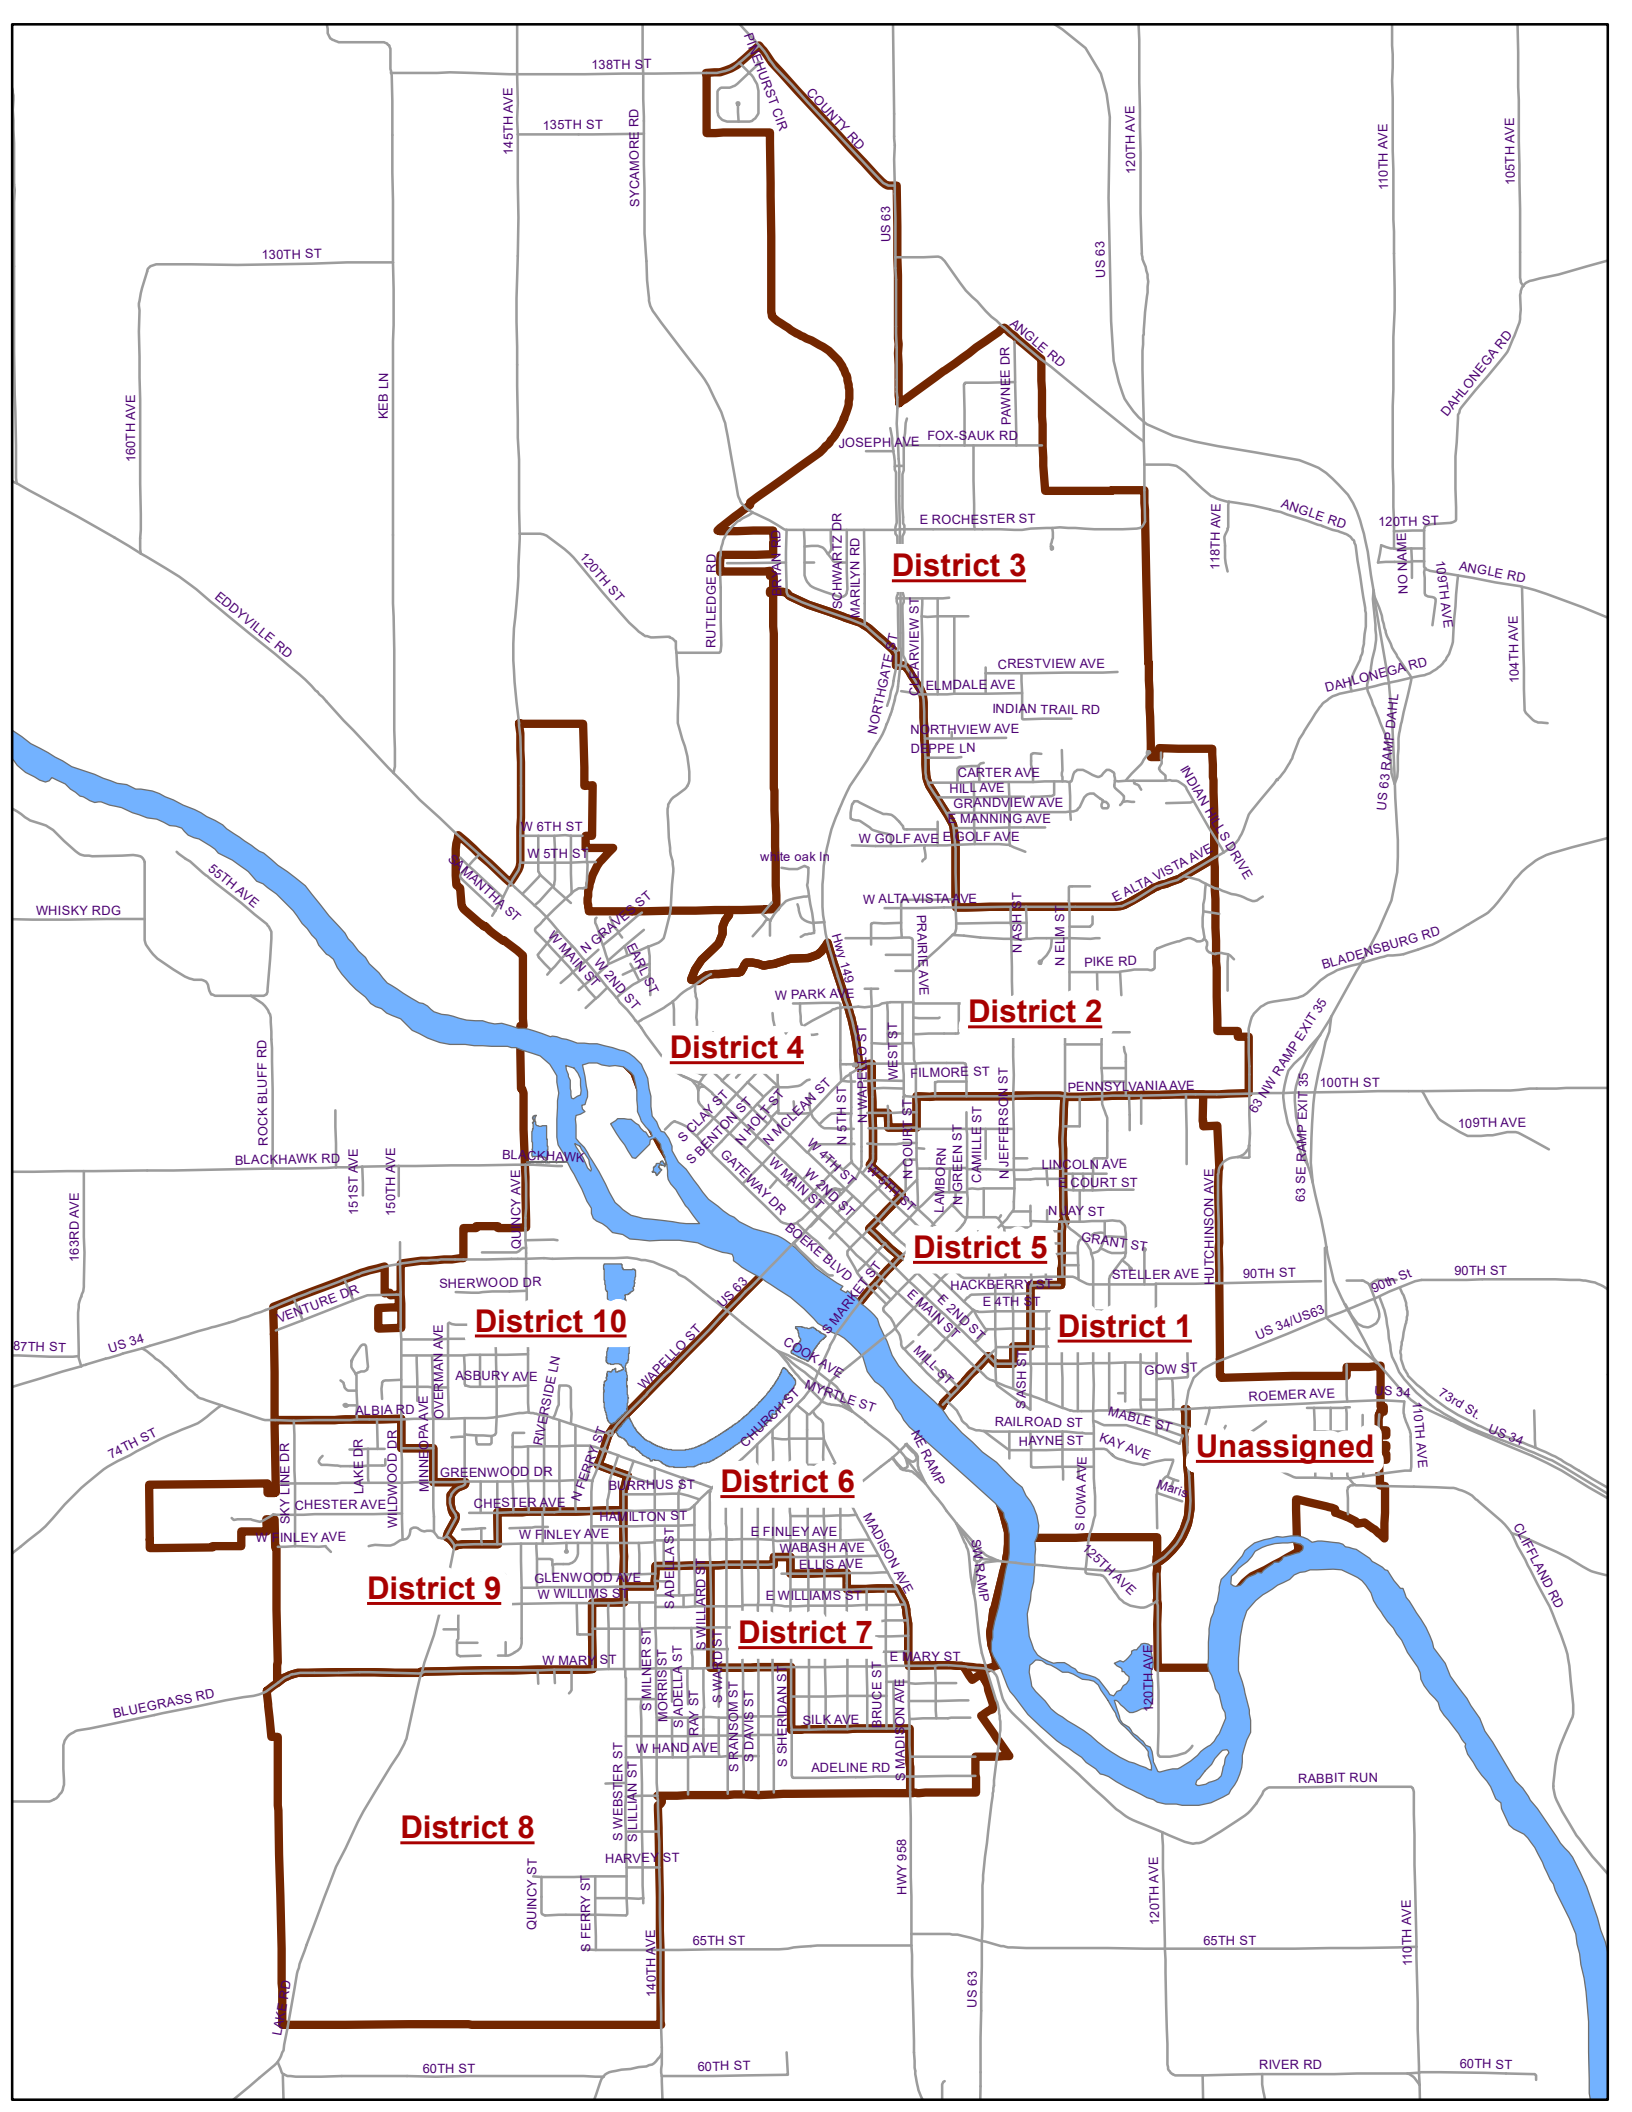 138TH ST
PINEHURST CIR
COUNTY RD
145TH AVE
135TH ST
SYCAMORE RD
120TH AVE
110TH AVE
105TH AVE
US 63
US 63
130TH ST
160TH AVE
KEB LN
ANGLE RD
PAWNEE DR
DAHLONEGA RD
JOSEPH AVE
FOX-SAUK RD
E ROCHESTER ST
118TH AVE
ANGLE RD
120TH ST
NO NAME
109TH AVE
ANGLE RD
104TH AVE
BRYAN RD
SCHWARTZ DR
MARILYN RD
District 3
RUTLEDGE RD
120TH ST
EDDYVILLE RD
NORTHGATE ST
CLEARVIEW ST
CRESTVIEW AVE
ELMDALE AVE
INDIAN TRAIL RD
NORTHVIEW AVE
DEPPE LN
DAHLONEGA RD
US 63 RAMP DAHL
CARTER AVE
HILL AVE
GRANDVIEW AVE
E MANNING AVE
W GOLF AVE
E GOLF AVE
INDIAN HILLS DRIVE
W 6TH ST
W 5TH ST
SAMANTHA ST
white oak ln
W ALTA VISTA AVE
E ALTA VISTA AVE
55TH AVE
WHISKY RDG
N GRAVES ST
W MAIN ST
W 2ND ST
EARL ST
Hwy 149
PRAIRIE AVE
N ASH ST
N ELM ST
PIKE RD
BLADENSBURG RD
W PARK AVE
District 2
District 4
N WAPELLO ST
WEST ST
FILMORE ST
PENNSYLVANIA AVE
63 NW RAMP EXIT 35
63 SE RAMP EXIT 35
100TH ST
109TH AVE
ROCK BLUFF RD
S CLAY ST
S BENTON ST
N HOLT ST
N MCLEAN ST
N 5TH ST
N COURT ST
N JEFFERSON ST
CAMILLE ST
N GREEN ST
LAMBORN
W 4TH ST
W 5TH ST
W MAIN ST
W 2ND ST
GATEWAY DR
LINCOLN AVE
E COURT ST
BLACKHAWK RD
BLACKHAWK
151ST AVE
150TH AVE
163RD AVE
QUINCY AVE
N JAY ST
GRANT ST
HUTCHINSON AVE
BOEKE BLVD
District 5
STELLER AVE
90TH ST
90th St
90TH ST
SHERWOOD DR
VENTURE DR
HACKBERRY ST
E 4TH ST
E 2ND ST
E MAIN ST
S MARKET ST
US 63
District 10
District 1
US 34/US63
87TH ST
US 34
WAPELLO ST
COOK AVE
MILL ST
MYRTLE ST
S ASH ST
GOW ST
ROEMER AVE
US 34
73rd St.
US 34
110TH AVE
OVERMAN AVE
ASBURY AVE
RIVERSIDE LN
ALBIA RD
MINNEOPA AVE
CHURCH ST
RAILROAD ST
MABLE ST
HAYNE ST
KAY AVE
Unassigned
74TH ST
SKY LINE DR
LAKE DR
WILDWOOD DR
GREENWOOD DR
N FERRY ST
NE RAMP
Maris
S IOWA AVE
BURRHUS ST
District 6
CHESTER AVE
CHESTER AVE
HAMILTON ST
W FINLEY AVE
W FINLEY AVE
E FINLEY AVE
WABASH AVE
ELLIS AVE
MADISON AVE
SW RAMP
125TH AVE
CLIFFLAND RD
District 9
GLENWOOD AVE
W WILLIMS ST
S ADELLA ST
S WILLARD ST
E WILLIAMS ST
District 7
W MARY ST
E MARY ST
BLUEGRASS RD
S MILNER ST
MORRIS ST
S ADELLA ST
RAY ST
S WARD ST
S RANSOM ST
S DAVIS ST
S SHERIDAN ST
BRUCE ST
S MADISON AVE
120TH AVE
SILK AVE
W HAND AVE
ADELINE RD
RABBIT RUN
S WEBSTER ST
S LILLIAN ST
District 8
HARVEY ST
QUINCY ST
S FERRY ST
HWY 958
120TH AVE
110TH AVE
140TH AVE
65TH ST
65TH ST
US 63
LAKE RD
60TH ST
60TH ST
RIVER RD
60TH ST